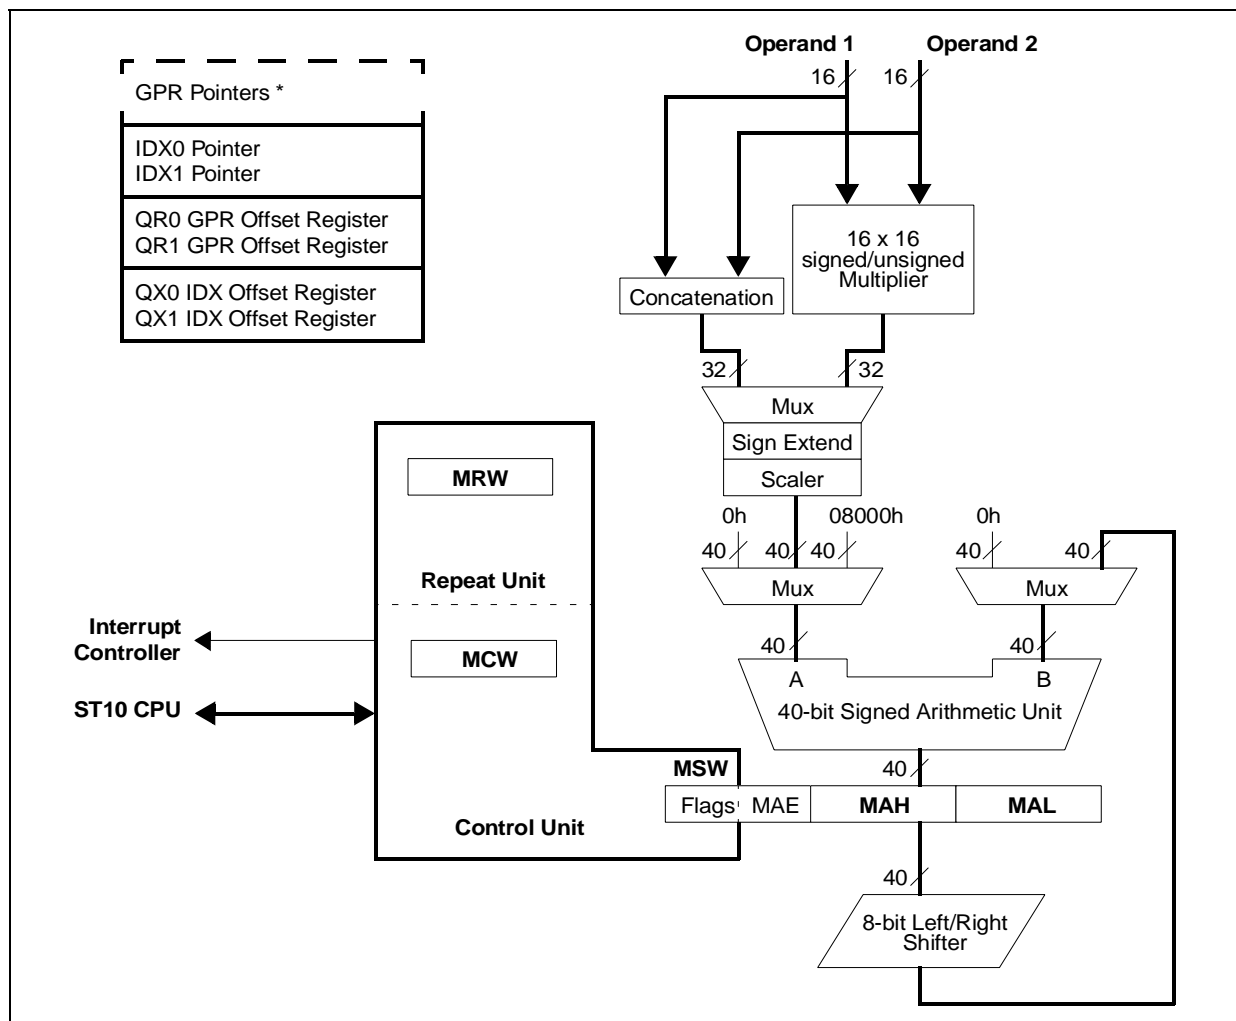 Operand 1
Operand 2
16
16
GPR Pointers *
IDX0 Pointer
IDX1 Pointer
QR0 GPR Offset Register
QR1 GPR Offset Register
QX0 IDX Offset Register
QX1 IDX Offset Register
16 x 16
signed/unsigned
Multiplier
Concatenation
32
32
Mux
Sign Extend
Scaler
MRW
0h
08000h
0h
40
40
40
40
40
Repeat Unit
Mux
Mux
Interrupt
Controller
MCW
40
40
A
B
ST10 CPU
40-bit Signed Arithmetic Unit
MSW
40
Flags
MAE
MAH
MAL
Control Unit
40
8-bit Left/Right
Shifter